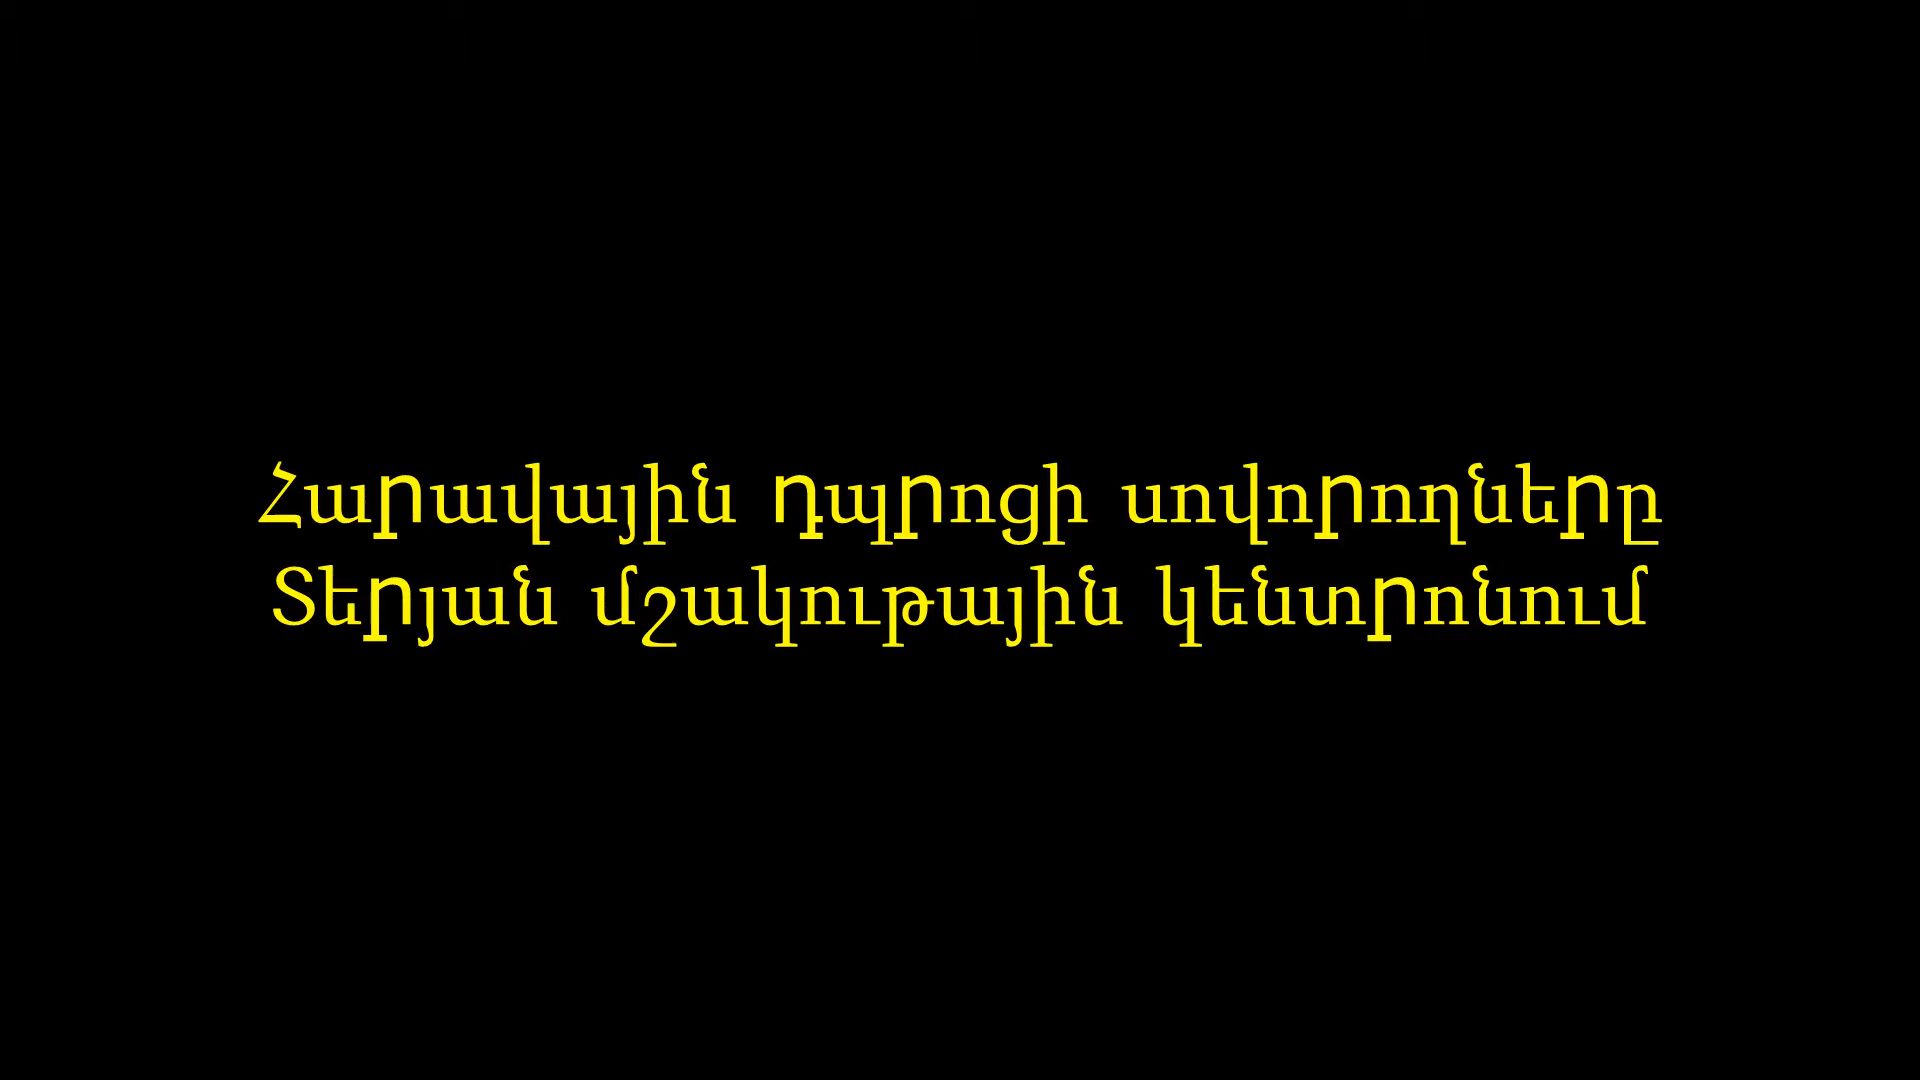 Հարավային դպրոցի սովորողները
Տերյան մշակութային կենտրոնում